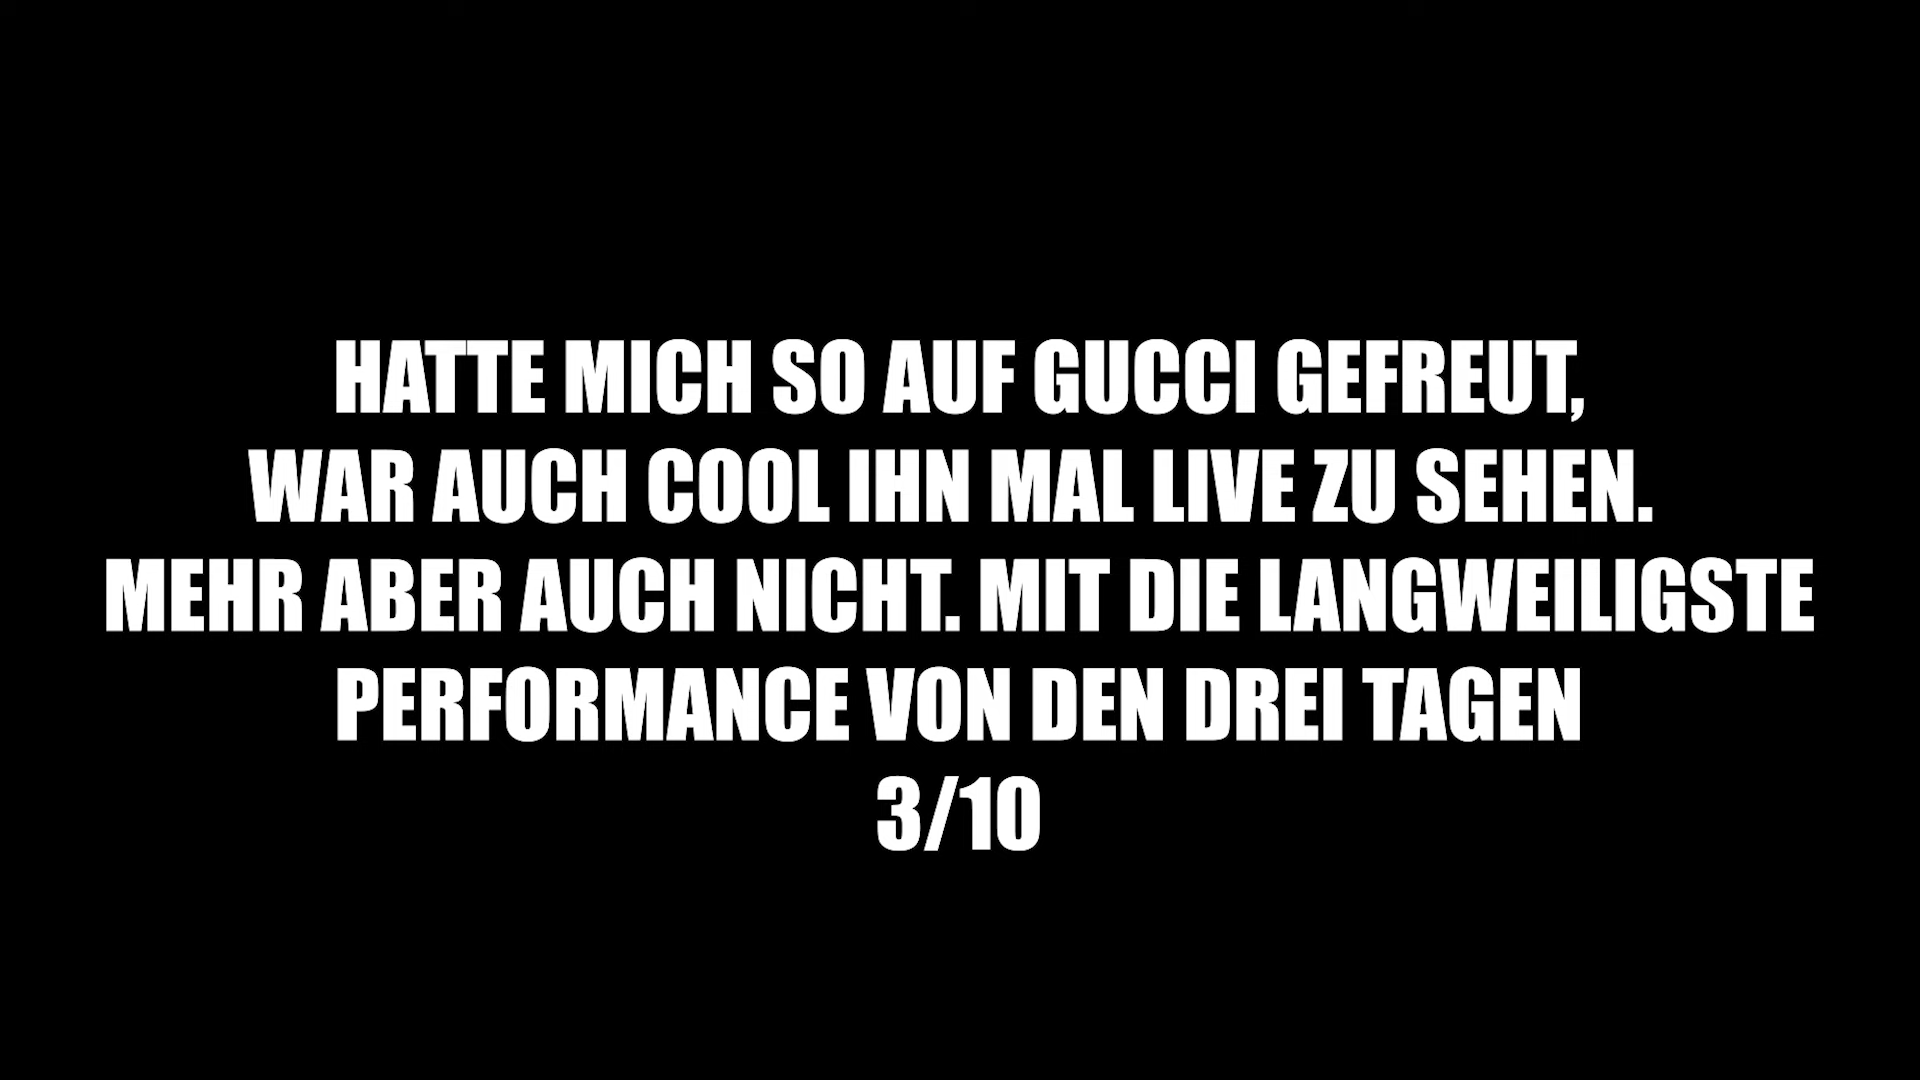 HATTE MICH SO AUF GUCCI GEFREUT,
WAR AUCH COOL IHN MAL LIVE ZU SEHEN.
MEHR ABER AUCH NICHT. MIT DIE LANGWEILIGSTE
PERFORMANCE VON DEN DREI TAGEN
3/10